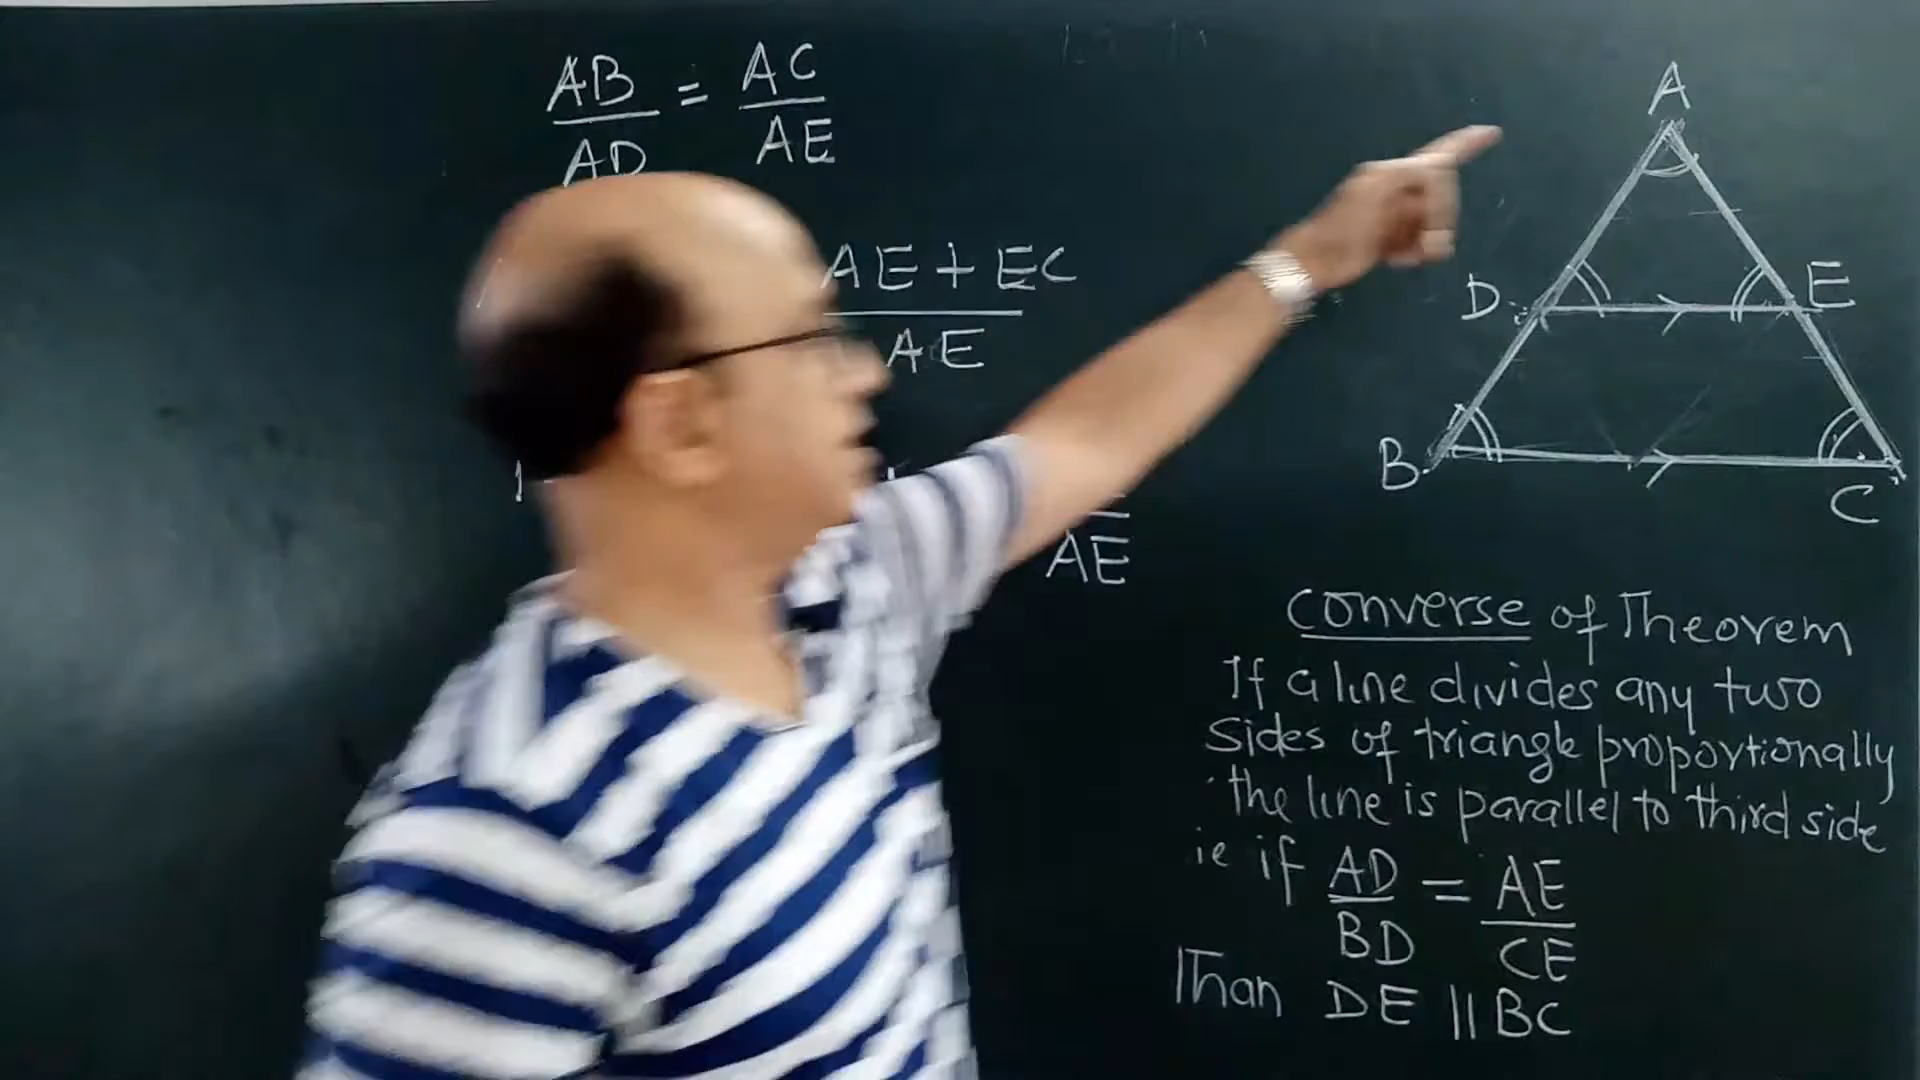 AB = AC
AD AE
AE + EC
AE
AE
A
D E
B C
Converse of Theorem
If a line divides any two
sides of triangle proportionally
the line is parallel to third side
ie if AD = AE
BD CE
Than DE || BC